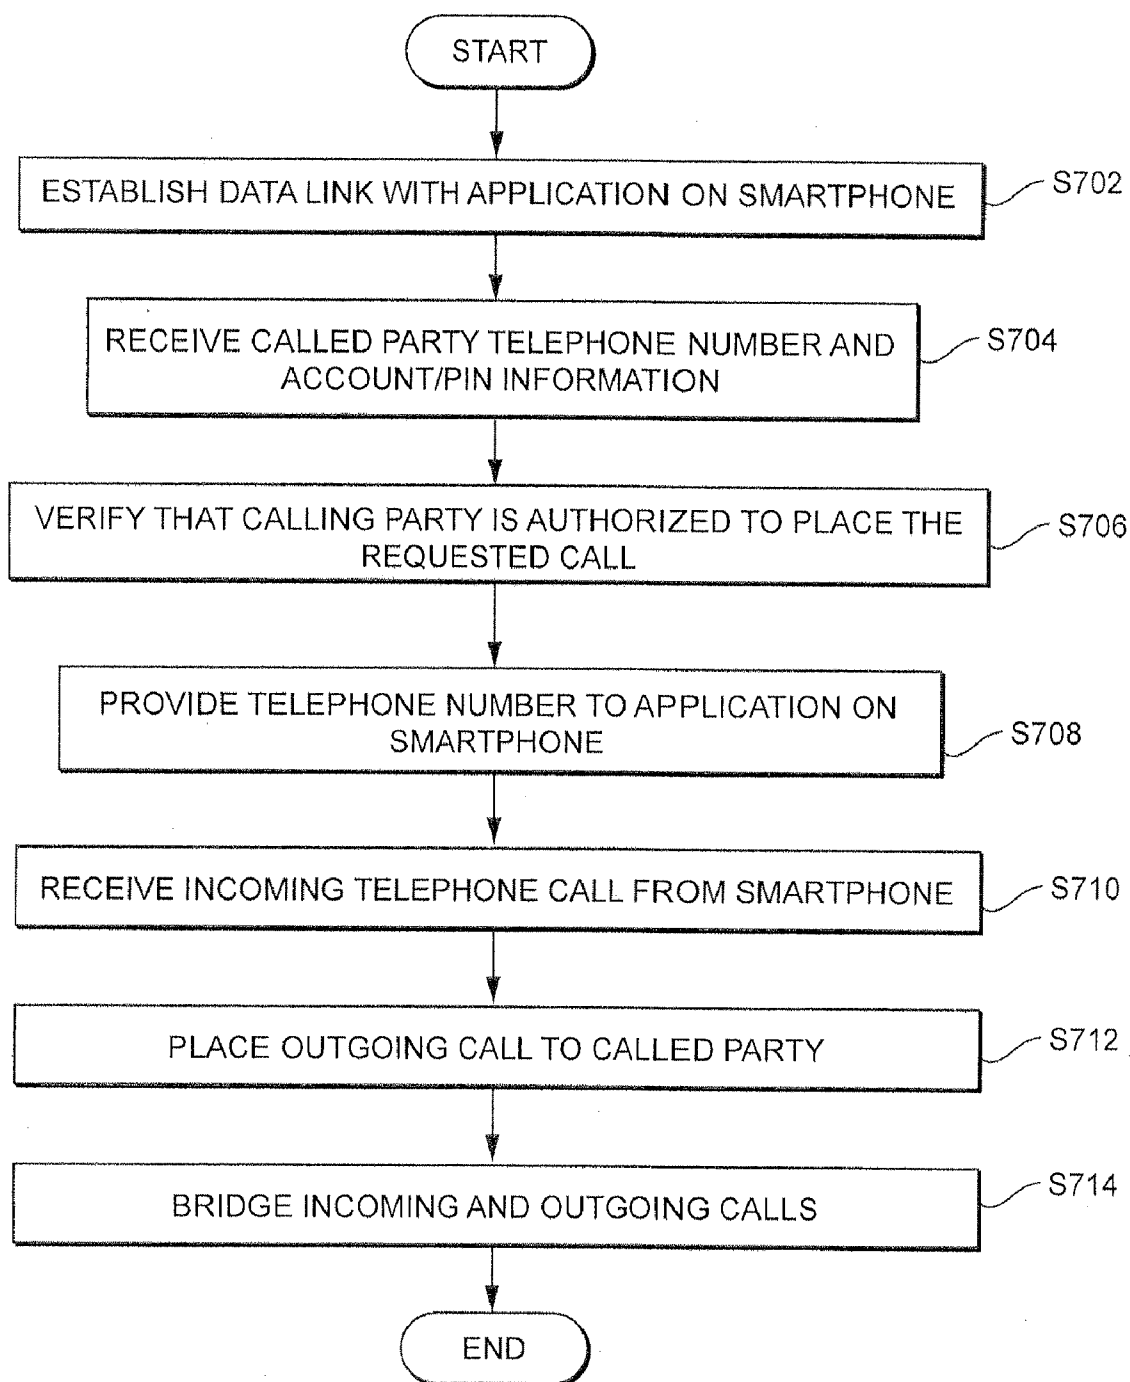 START
ESTABLISH DATA LINK WITH APPLICATION ON SMARTPHONE
S702
RECEIVE CALLED PARTY TELEPHONE NUMBER AND
ACCOUNT/PIN INFORMATION
S704
VERIFY THAT CALLING PARTY IS AUTHORIZED TO PLACE THE
REQUESTED CALL
S706
PROVIDE TELEPHONE NUMBER TO APPLICATION ON
SMARTPHONE
S708
RECEIVE INCOMING TELEPHONE CALL FROM SMARTPHONE
S710
PLACE OUTGOING CALL TO CALLED PARTY
S712
BRIDGE INCOMING AND OUTGOING CALLS
S714
END